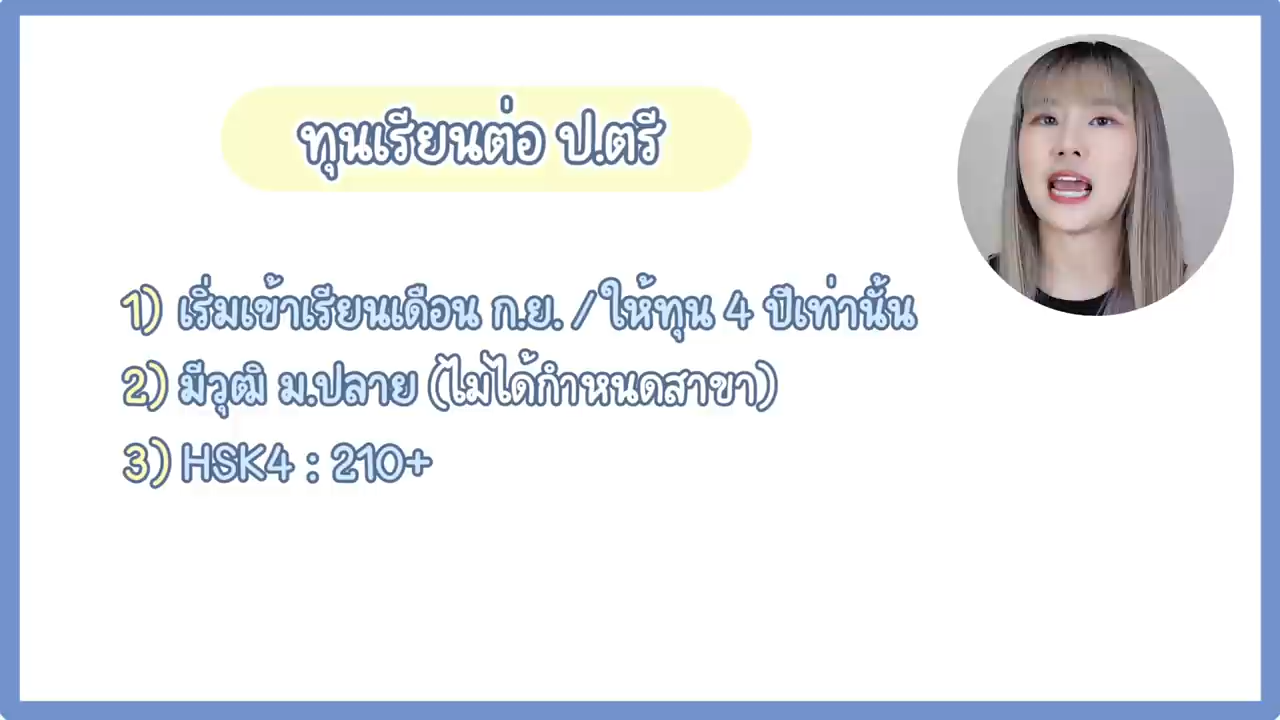 ทุนเรียนต่อ ป.ตรี
1) เริ่มเข้าเรียนเดือน ก.ย. / ให้ทุน 4 ปีเท่านั้น
2) มีวุฒิ ม.ปลาย (ไม่ได้กำหนดสาขา)
3) HSK4 : 210+